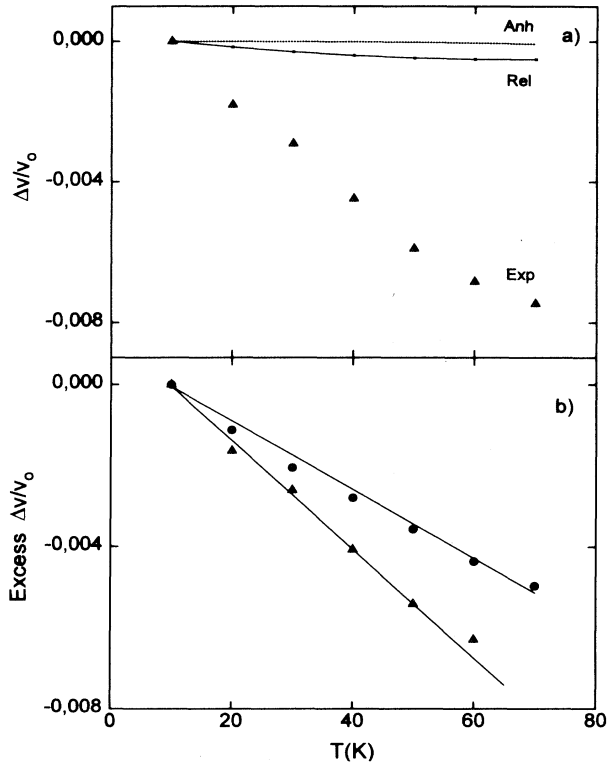 Anh
a)
0,000
Rel
Δv/v₀
-0,004
Exp
-0,008
0,000
b)
Excess Δv/v₀
-0,004
-0,008
0
20
40
60
80
T(K)